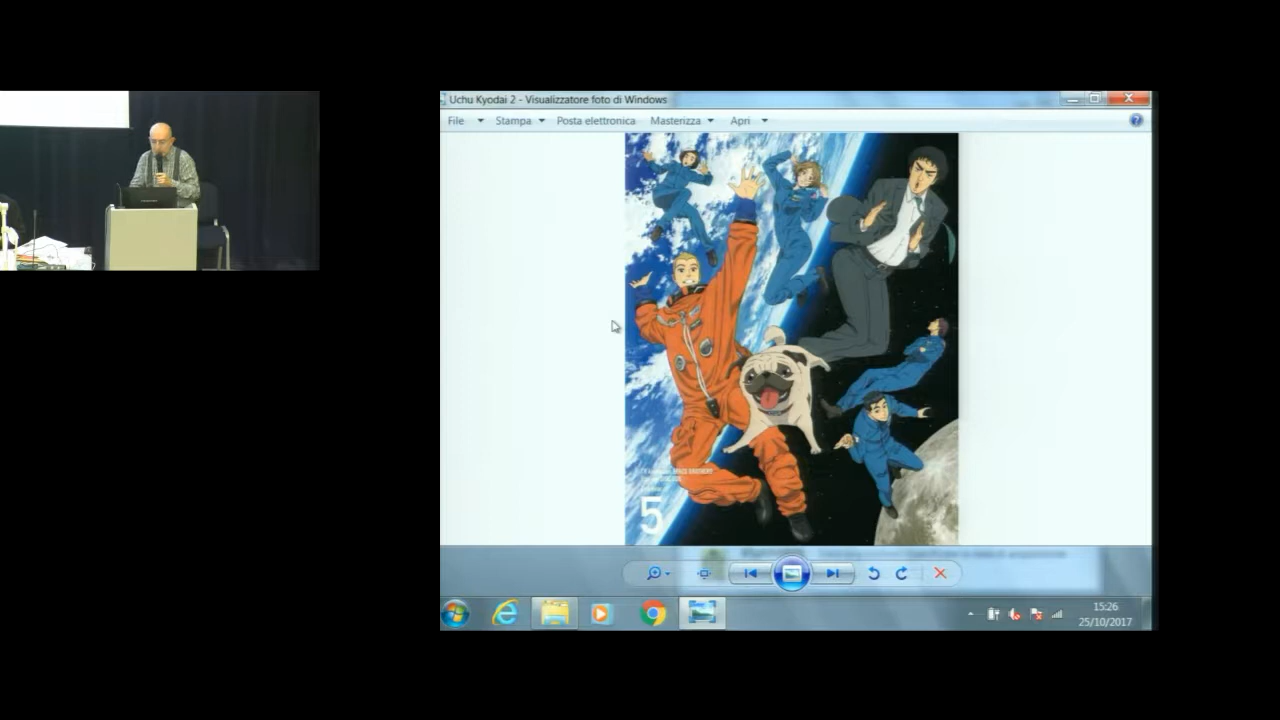 Uchu Kyodai 2 - Visualizzatore foto di Windows
File Stampa Posta elettronica Masterizza Apri
5
15:26
25/10/2017